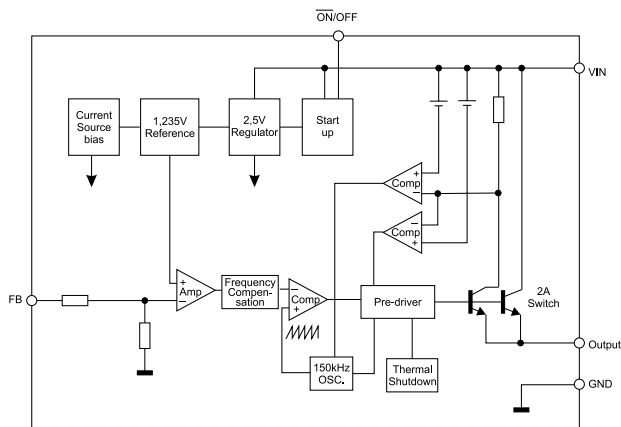 ON/OFF
VIN
Current
Source
bias
1,235V
Reference
2,5V
Regulator
Start
up
+
Comp
−
−
Comp
+
FB
+
Amp
−
Frequency
Compen-
sation
−
Comp
+
Pre-driver
2A
Switch
150kHz
OSC.
Thermal
Shutdown
Output
GND